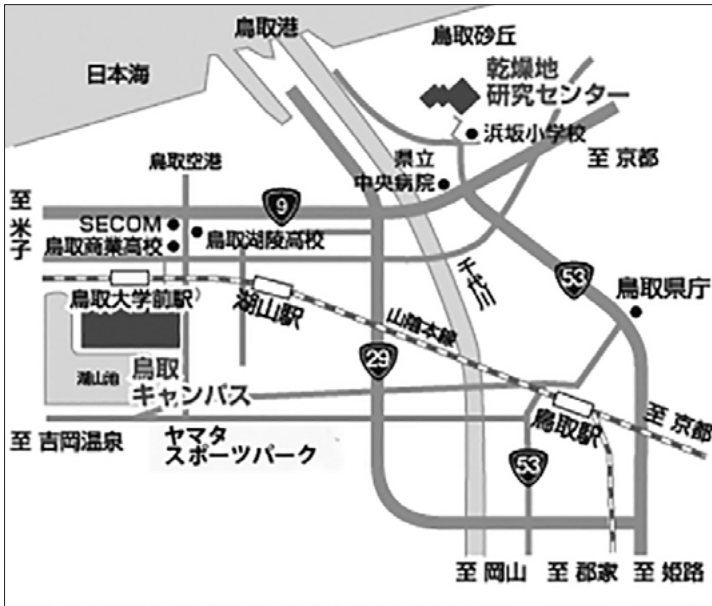 鳥取港
鳥取砂丘
日本海
乾燥地
研究センター
浜坂小学校
至 京都
鳥取空港
県立
中央病院
至 米子
9
SECOM
鳥取商業高校
鳥取湖陵高校
千代川
53
鳥取県庁
鳥取大学前駅
湖山駅
山陰本線
29
湖山池
鳥取
キャンパス
鳥取駅
至 京都
至 吉岡温泉
ヤマタ
スポーツパーク
53
至 岡山
至 郡家
至 姫路